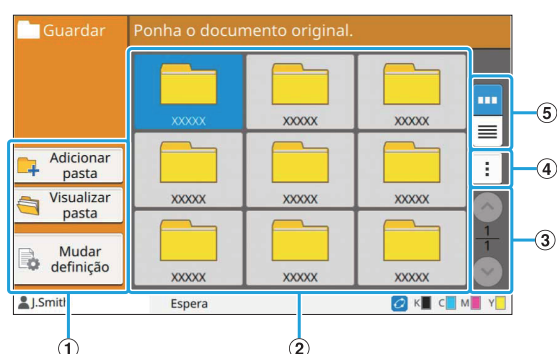 Guardar
Ponha o documento original.
XXXXX XXXXX XXXXX
Adicionar
pasta
XXXXX XXXXX XXXXX
Visualizar
pasta
Mudar
definição
XXXXX XXXXX XXXXX
1
1
J.Smith
Espera
K C M Y
5
4
3
1
2